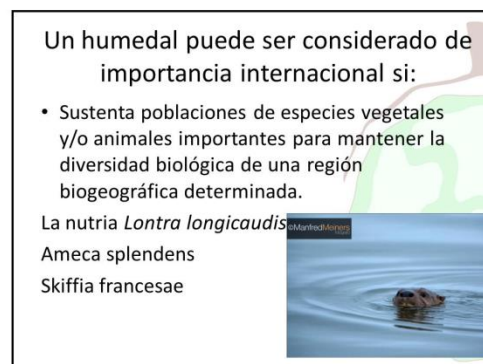 Un humedal puede ser considerado de
importancia internacional si:
• Sustenta poblaciones de especies vegetales
y/o animales importantes para mantener la
diversidad biológica de una región
biogeográfica determinada.
La nutria Lontra longicaudis
©ManfredMeiners
Ameca splendens
Skiffia francesae